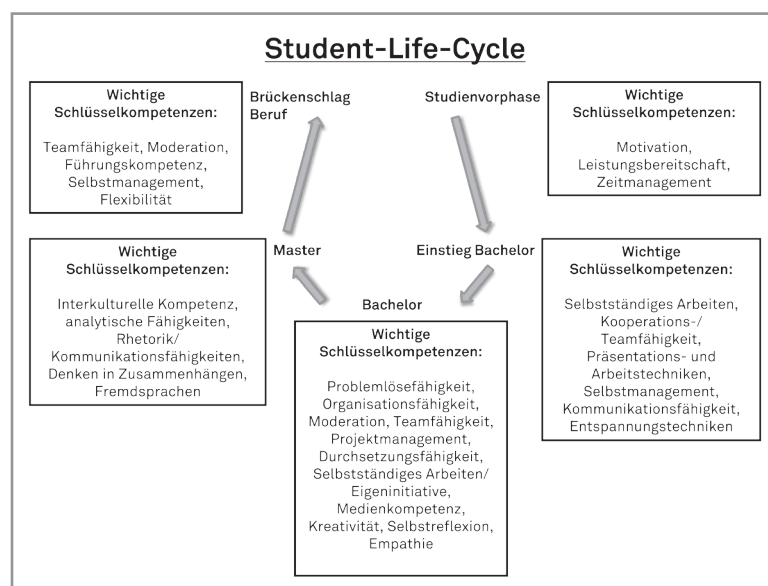 Student-Life-Cycle
Wichtige
Schlüsselkompetenzen:
Teamfähigkeit, Moderation,
Führungskompetenz,
Selbstmanagement,
Flexibilität
Brückenschlag
Beruf
Studienvorphase
Wichtige
Schlüsselkompetenzen:
Motivation,
Leistungsbereitschaft,
Zeitmanagement
Wichtige
Schlüsselkompetenzen:
Interkulturelle Kompetenz,
analytische Fähigkeiten,
Rhetorik/
Kommunikationsfähigkeiten,
Denken in Zusammenhängen,
Fremdsprachen
Master
Einstieg Bachelor
Wichtige
Schlüsselkompetenzen:
Selbstständiges Arbeiten,
Kooperations-/
Teamfähigkeit,
Präsentations- und
Arbeitstechniken,
Selbstmanagement,
Kommunikationsfähigkeit,
Entspannungstechniken
Bachelor
Wichtige
Schlüsselkompetenzen:
Problemlösefähigkeit,
Organisationsfähigkeit,
Moderation, Teamfähigkeit,
Projektmanagement,
Durchsetzungsfähigkeit,
Selbstständiges Arbeiten/
Eigeninitiative,
Medienkompetenz,
Kreativität, Selbstreflexion,
Empathie